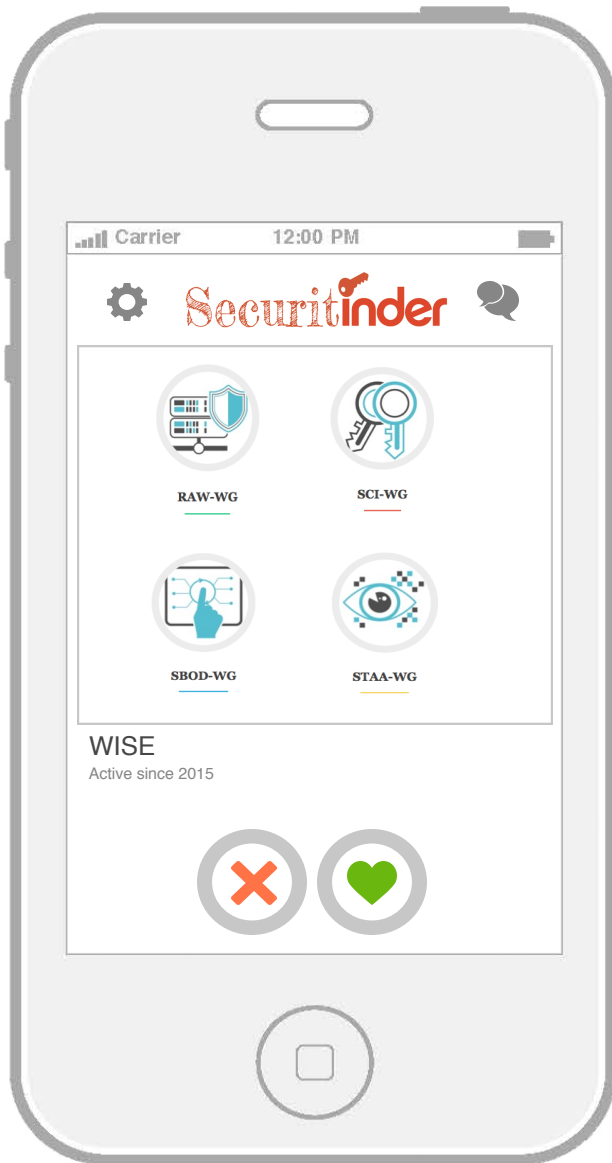 Carrier 12:00 PM
Securitinder
RAW-WG SCI-WG
SBOD-WG STAA-WG
WISE
Active since 2015